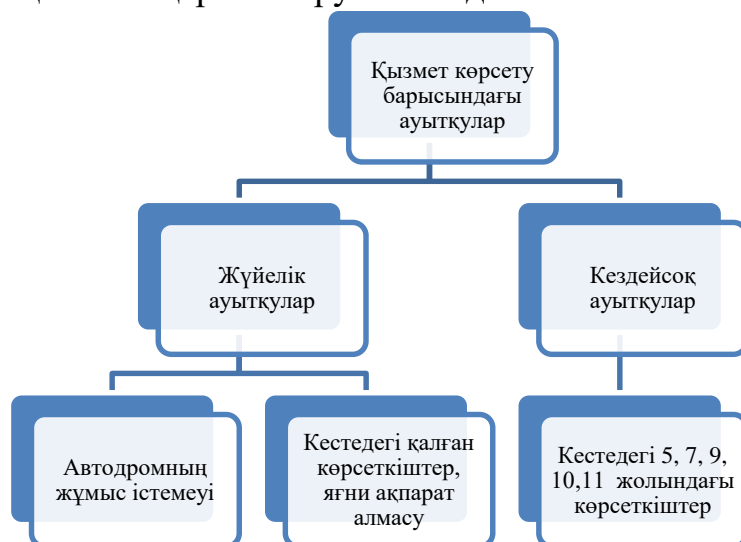 Қызмет көрсету
барысындағы
ауытқулар
Жүйелік
ауытқулар
Кездейсоқ
ауытқулар
Автодромның
жұмыс істемеуі
Кестедегі қалған
көрсеткіштер,
яғни ақпарат
алмасу
Кестедегі 5, 7, 9,
10,11 жолындағы
көрсеткіштер